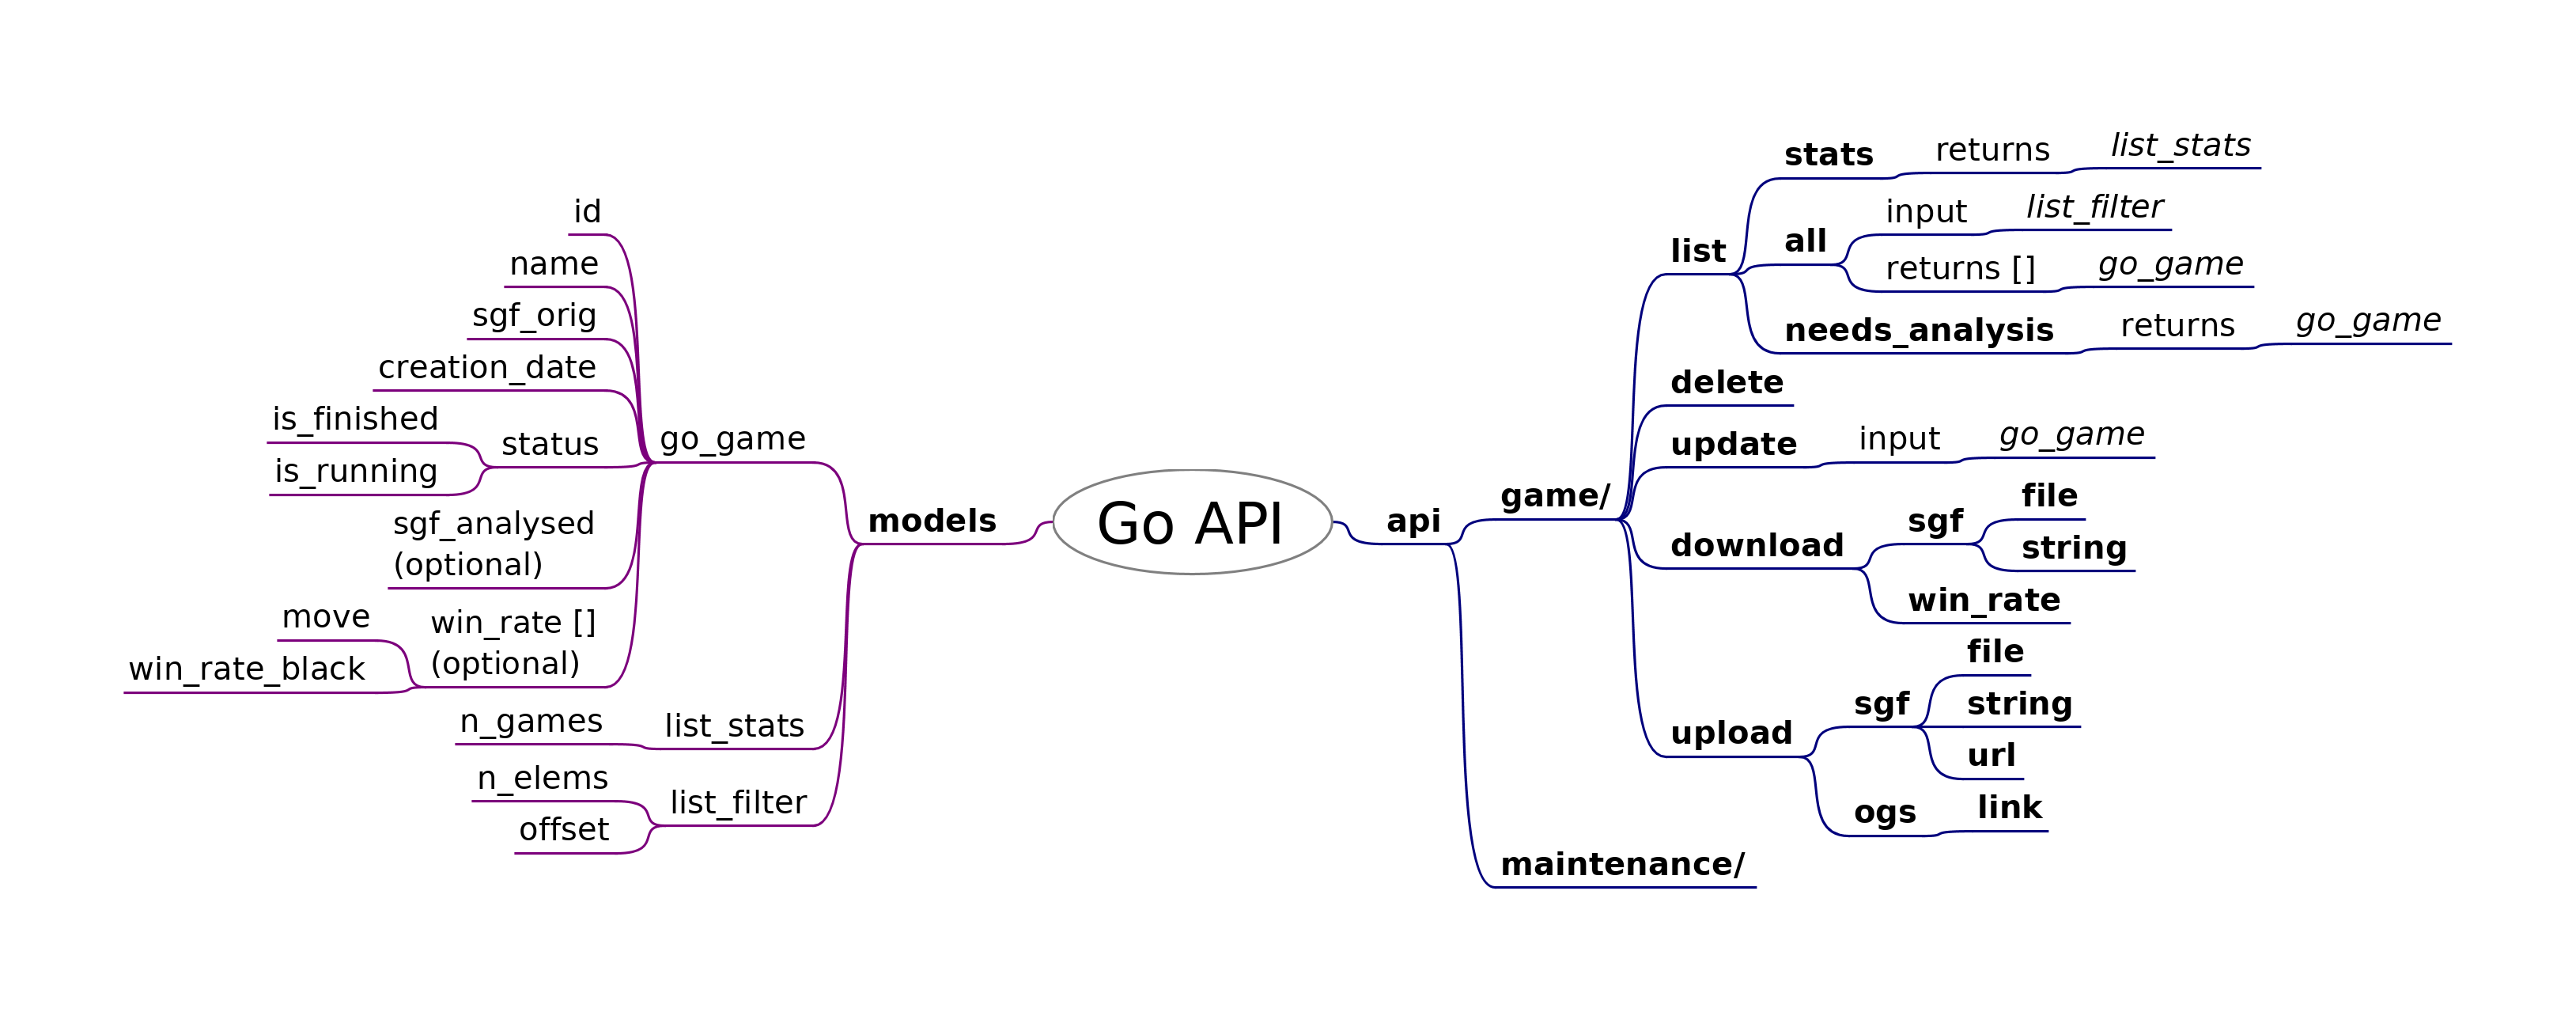 Go API
models
go_game
id
name
sgf_orig
creation_date
status
is_finished
is_running
sgf_analysed
(optional)
win_rate []
(optional)
move
win_rate_black
list_stats
n_games
list_filter
n_elems
offset
api
game/
list
stats
returns
list_stats
all
input
list_filter
returns []
go_game
needs_analysis
returns
go_game
delete
update
input
go_game
download
sgf
file
string
win_rate
upload
sgf
file
string
url
ogs
link
maintenance/